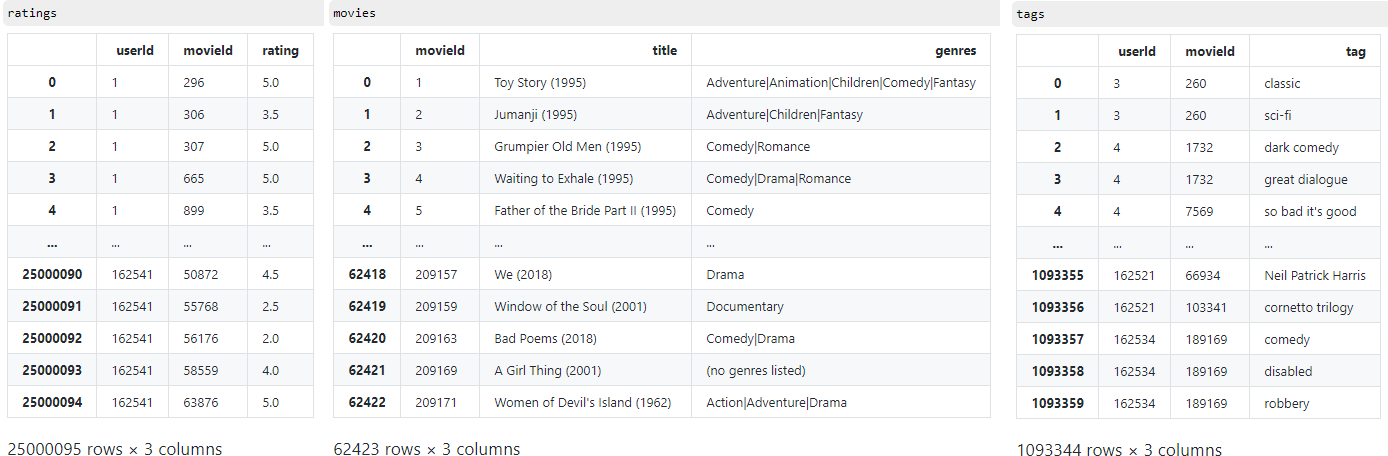 ratings
userId movieId rating
0 1 296 5.0
1 1 306 3.5
2 1 307 5.0
3 1 665 5.0
4 1 899 3.5
... ... ... ...
25000090 162541 50872 4.5
25000091 162541 55768 2.5
25000092 162541 56176 2.0
25000093 162541 58559 4.0
25000094 162541 63876 5.0
25000095 rows × 3 columns
movies
movieId title genres
0 1 Toy Story (1995) Adventure|Animation|Children|Comedy|Fantasy
1 2 Jumanji (1995) Adventure|Children|Fantasy
2 3 Grumpier Old Men (1995) Comedy|Romance
3 4 Waiting to Exhale (1995) Comedy|Drama|Romance
4 5 Father of the Bride Part II (1995) Comedy
... ... ... ...
62418 209157 We (2018) Drama
62419 209159 Window of the Soul (2001) Documentary
62420 209163 Bad Poems (2018) Comedy|Drama
62421 209169 A Girl Thing (2001) (no genres listed)
62422 209171 Women of Devil's Island (1962) Action|Adventure|Drama
62423 rows × 3 columns
tags
userId movieId tag
0 3 260 classic
1 3 260 sci-fi
2 4 1732 dark comedy
3 4 1732 great dialogue
4 4 7569 so bad it's good
... ... ... ...
1093355 162521 66934 Neil Patrick Harris
1093356 162521 103341 cornetto trilogy
1093357 162534 189169 comedy
1093358 162534 189169 disabled
1093359 162534 189169 robbery
1093344 rows × 3 columns